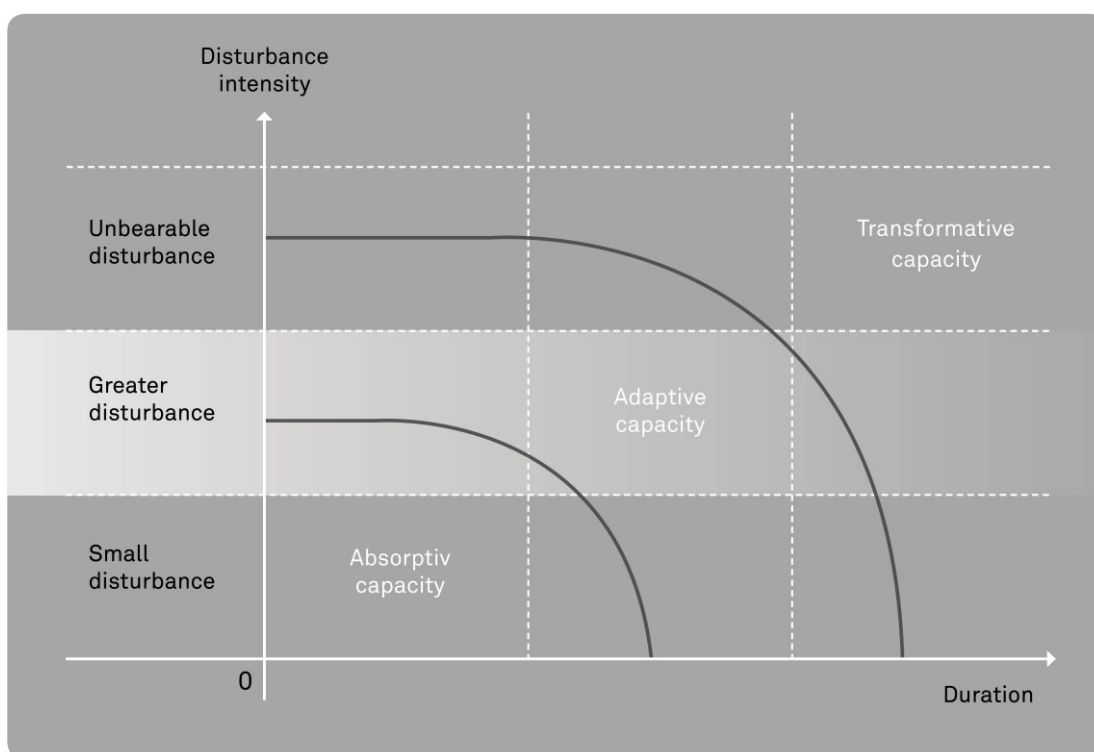 Disturbance
intensity
Unbearable
disturbance
Transformative
capacity
Greater
disturbance
Adaptive
capacity
Small
disturbance
Absorptiv
capacity
0
Duration